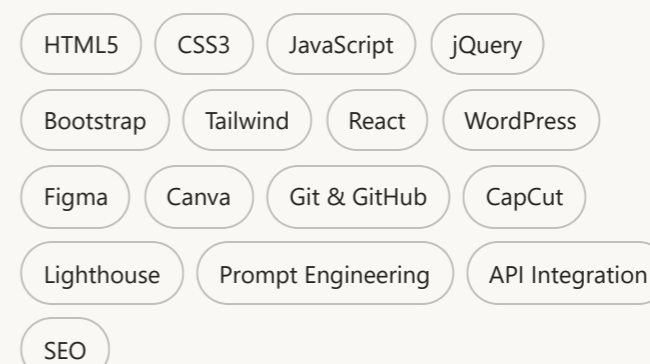 HTML5 CSS3 JavaScript jQuery
Bootstrap Tailwind React WordPress
Figma Canva Git & GitHub CapCut
Lighthouse Prompt Engineering API Integration
SEO